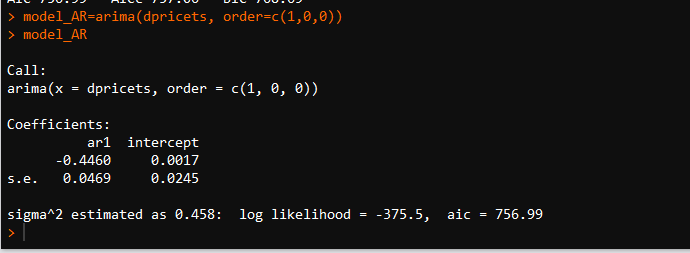 > model_AR=arima(dpricets, order=c(1,0,0))
> model_AR
Call:
arima(x = dpricets, order = c(1, 0, 0))
Coefficients:
ar1 intercept
-0.4460 0.0017
s.e. 0.0469 0.0245
sigma^2 estimated as 0.458: log likelihood = -375.5, aic = 756.99
>